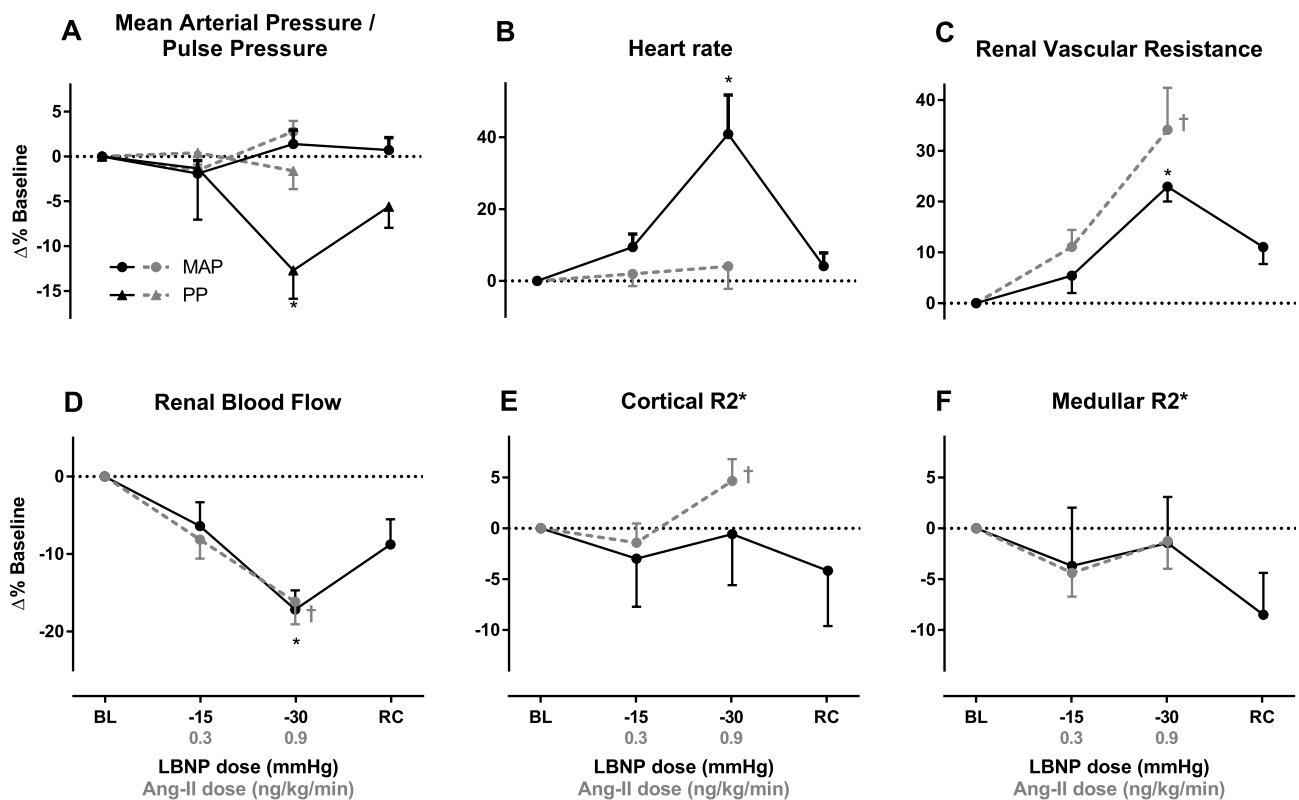 A
Mean Arterial Pressure /
Pulse Pressure
Δ% Baseline
5
0
-5
-10
-15
MAP
PP
*
B
Heart rate
40
20
0
*
C
Renal Vascular Resistance
40
30
20
10
0
†
*
D
Renal Blood Flow
Δ% Baseline
0
-10
-20
†
*
BL -15 -30 RC
0.3 0.9
LBNP dose (mmHg)
Ang-II dose (ng/kg/min)
E
Cortical R2*
5
0
-5
-10
†
BL -15 -30 RC
0.3 0.9
LBNP dose (mmHg)
Ang-II dose (ng/kg/min)
F
Medullar R2*
5
0
-5
-10
BL -15 -30 RC
0.3 0.9
LBNP dose (mmHg)
Ang-II dose (ng/kg/min)